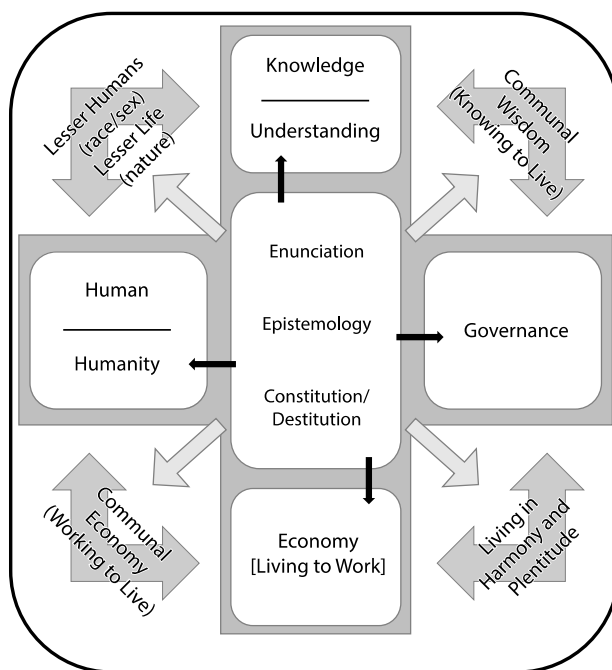 Knowledge
Understanding
Lesser Humans
(race/sex)
Lesser Life
(nature)
Communal
Wisdom
(Knowing to Live)
Enunciation
Epistemology
Constitution/
Destitution
Human
Humanity
Governance
Communal
Economy
(Working to Live)
Economy
[Living to Work]
Living in
Harmony and
Plentitude